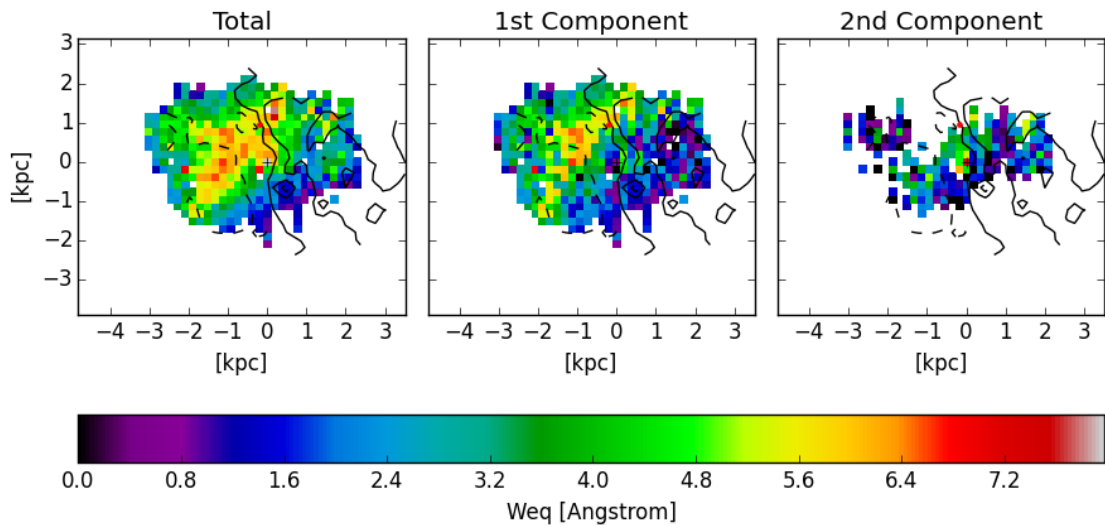 Total
1st Component
2nd Component
3
2
1
0
−1
−2
−3
[kpc]
−4 −3 −2 −1 0 1 2 3
−4 −3 −2 −1 0 1 2 3
−4 −3 −2 −1 0 1 2 3
[kpc]
[kpc]
[kpc]
0.0 0.8 1.6 2.4 3.2 4.0 4.8 5.6 6.4 7.2
Weq [Angstrom]